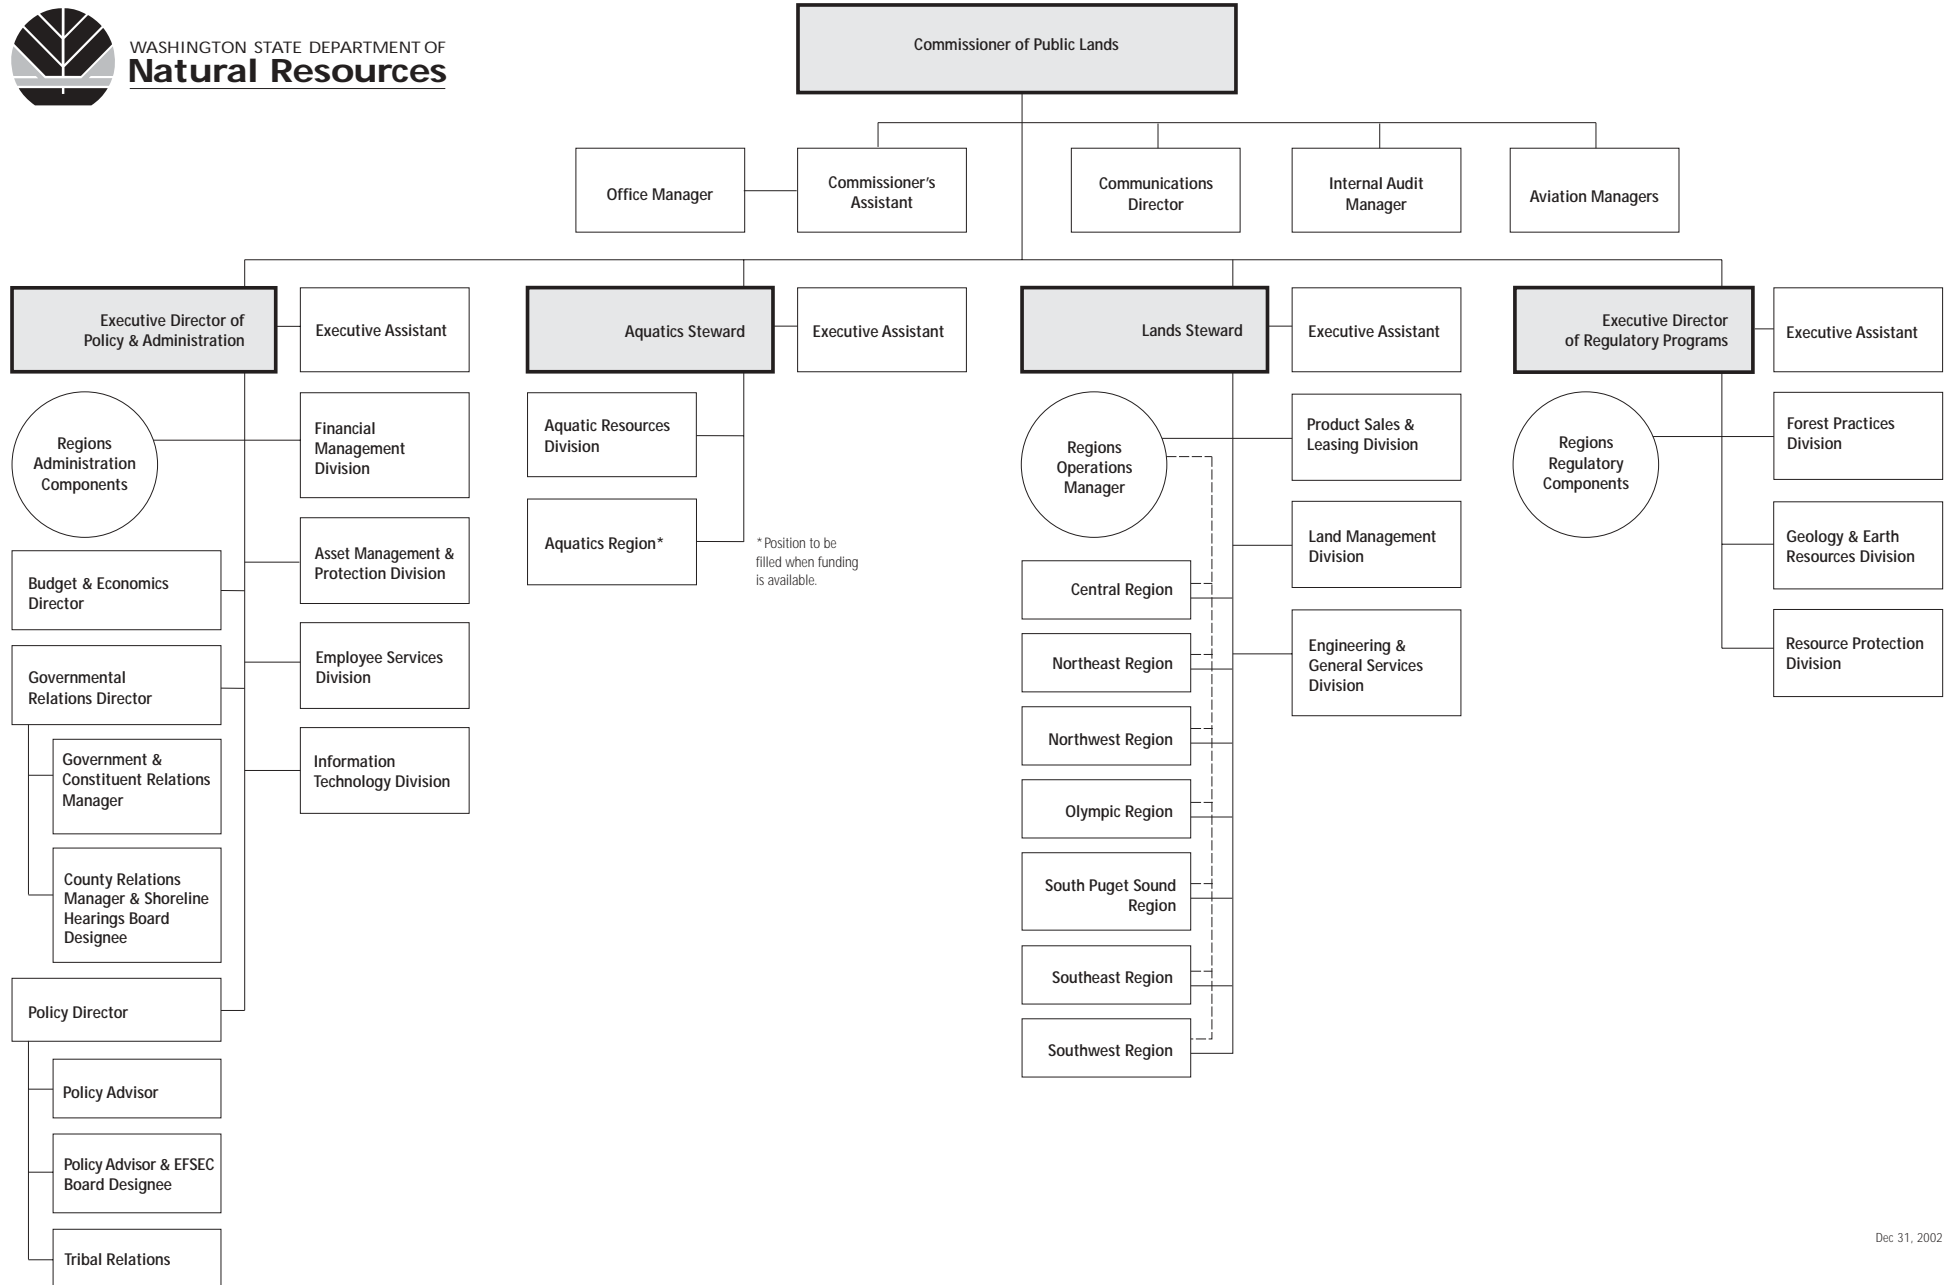 WASHINGTON STATE DEPARTMENT OF
Natural Resources
Commissioner of Public Lands
Office Manager
Commissioner's
Assistant
Communications
Director
Internal Audit
Manager
Aviation Managers
Executive Director of
Policy & Administration
Executive Assistant
Aquatics Steward
Executive Assistant
Lands Steward
Executive Assistant
Executive Director
of Regulatory Programs
Executive Assistant
Regions
Administration
Components
Financial
Management
Division
Asset Management &
Protection Division
Budget & Economics
Director
Employee Services
Division
Governmental
Relations Director
Information
Technology Division
Government &
Constituent Relations
Manager
County Relations
Manager & Shoreline
Hearings Board
Designee
Policy Director
Policy Advisor
Policy Advisor & EFSEC
Board Designee
Tribal Relations
Aquatic Resources
Division
Aquatics Region*
*Position to be
filled when funding
is available.
Regions
Operations
Manager
Product Sales &
Leasing Division
Land Management
Division
Engineering &
General Services
Division
Central Region
Northeast Region
Northwest Region
Olympic Region
South Puget Sound
Region
Southeast Region
Southwest Region
Regions
Regulatory
Components
Forest Practices
Division
Geology & Earth
Resources Division
Resource Protection
Division
Dec 31, 2002